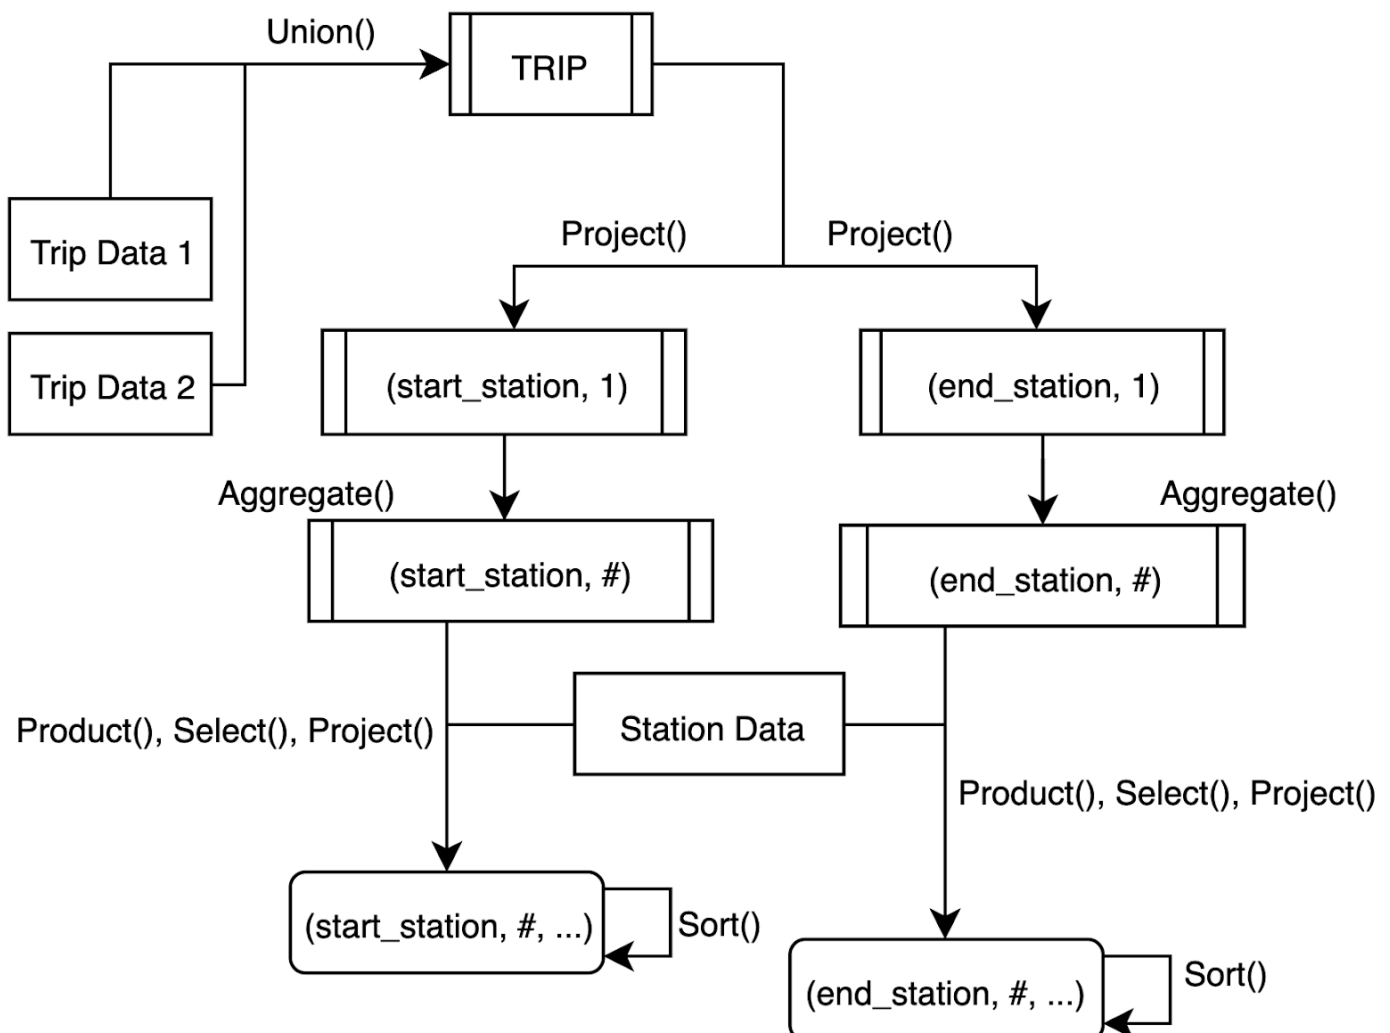 Union()
TRIP
Trip Data 1
Trip Data 2
Project()
Project()
(start_station, 1)
(end_station, 1)
Aggregate()
Aggregate()
(start_station, #)
(end_station, #)
Product(), Select(), Project()
Station Data
Product(), Select(), Project()
(start_station, #, ...)
Sort()
(end_station, #, ...)
Sort()